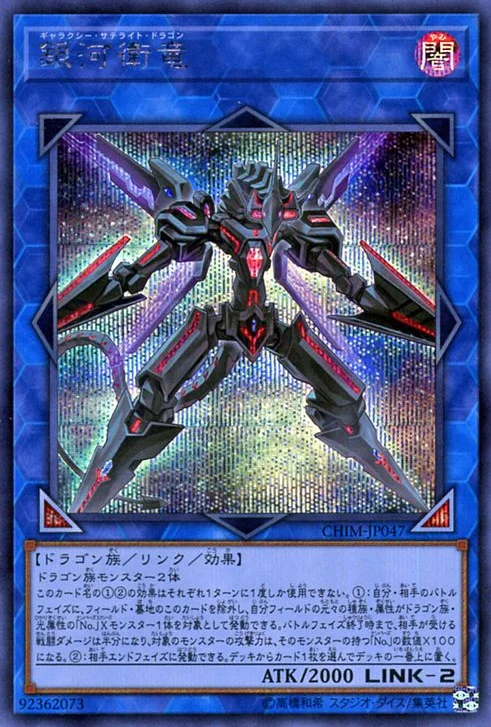 ギャラクシー・サテライト・ドラゴン
銀河衛竜
やみ
闇
CHIM-JP047
【ドラゴン族／リンク／効果】
ドラゴン族モンスター２体
このカード名の①②の効果はそれぞれ１ターンに１度しか使用できない。①：自分・相手のバトル
フェイズに、フィールド・墓地のこのカードを除外し、自分フィールドの元々の種族・属性がドラゴン族・
光属性の「No.」Xモンスター１体を対象として発動できる。バトルフェイズ終了時まで、相手が受ける
戦闘ダメージは半分になり、対象のモンスターの攻撃力は、そのモンスターの持つ「No.」の数値×１００
になる。②：相手エンドフェイズに発動できる。デッキからカード１枚を選んでデッキの一番上に置く。
ATK/2000 LINK-2
92362073
©高橋和希 スタジオ・ダイス/集英社